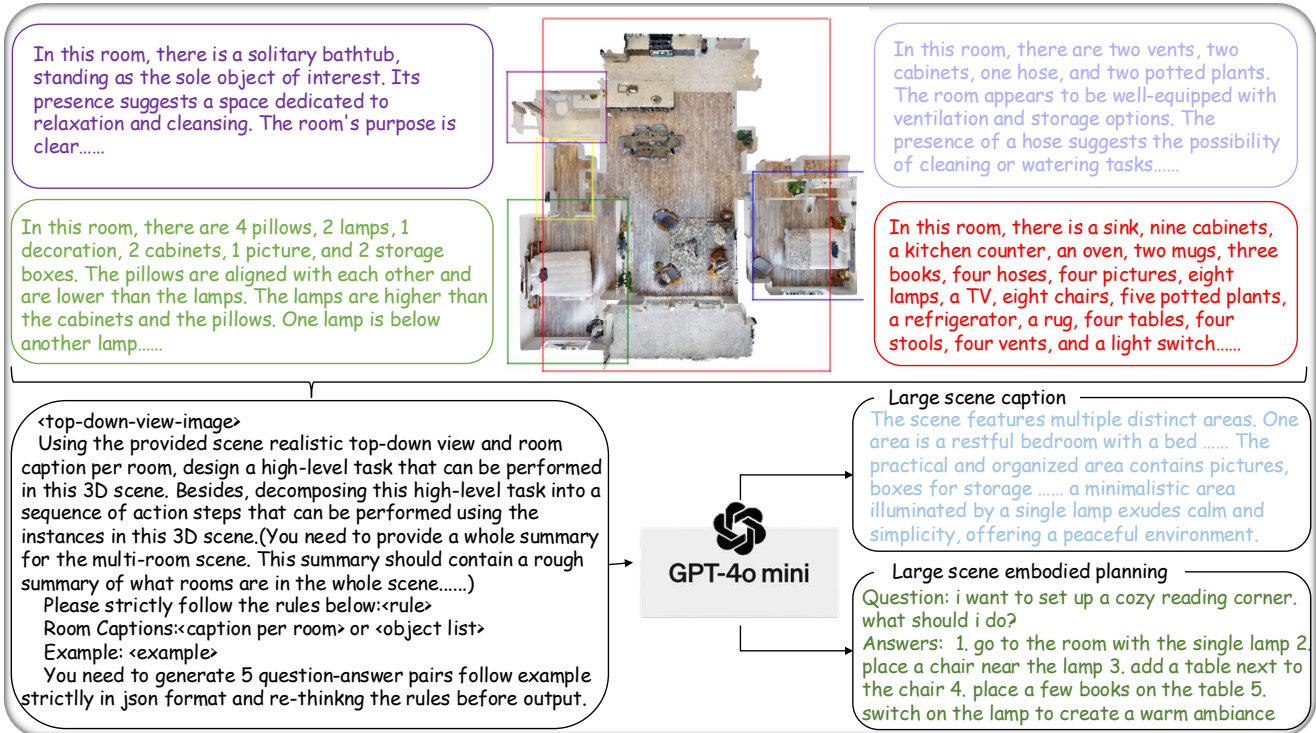 In this room, there is a solitary bathtub,
standing as the sole object of interest. Its
presence suggests a space dedicated to
relaxation and cleansing. The room's purpose is
clear……
In this room, there are 4 pillows, 2 lamps, 1
decoration, 2 cabinets, 1 picture, and 2 storage
boxes. The pillows are aligned with each other and
are lower than the lamps. The lamps are higher than
the cabinets and the pillows. One lamp is below
another lamp……
In this room, there are two vents, two
cabinets, one hose, and two potted plants.
The room appears to be well-equipped with
ventilation and storage options. The
presence of a hose suggests the possibility
of cleaning or watering tasks……
In this room, there is a sink, nine cabinets,
a kitchen counter, an oven, two mugs, three
books, four hoses, four pictures, eight
lamps, a TV, eight chairs, five potted plants,
a refrigerator, a rug, four tables, four
stools, four vents, and a light switch……
<top-down-view-image>
Using the provided scene realistic top-down view and room
caption per room, design a high-level task that can be performed
in this 3D scene. Besides, decomposing this high-level task into a
sequence of action steps that can be performed using the
instances in this 3D scene.(You need to provide a whole summary
for the multi-room scene. This summary should contain a rough
summary of what rooms are in the whole scene……)
Please strictly follow the rules below:<rule>
Room Captions:<caption per room> or <object list>
Example: <example>
You need to generate 5 question-answer pairs follow example
strictlly in json format and re-thinkng the rules before output.
GPT-4o mini
Large scene caption
The scene features multiple distinct areas. One
area is a restful bedroom with a bed …… The
practical and organized area contains pictures,
boxes for storage …… a minimalistic area
illuminated by a single lamp exudes calm and
simplicity, offering a peaceful environment.
Large scene embodied planning
Question: i want to set up a cozy reading corner.
what should i do?
Answers: 1. go to the room with the single lamp 2.
place a chair near the lamp 3. add a table next to
the chair 4. place a few books on the table 5.
switch on the lamp to create a warm ambiance